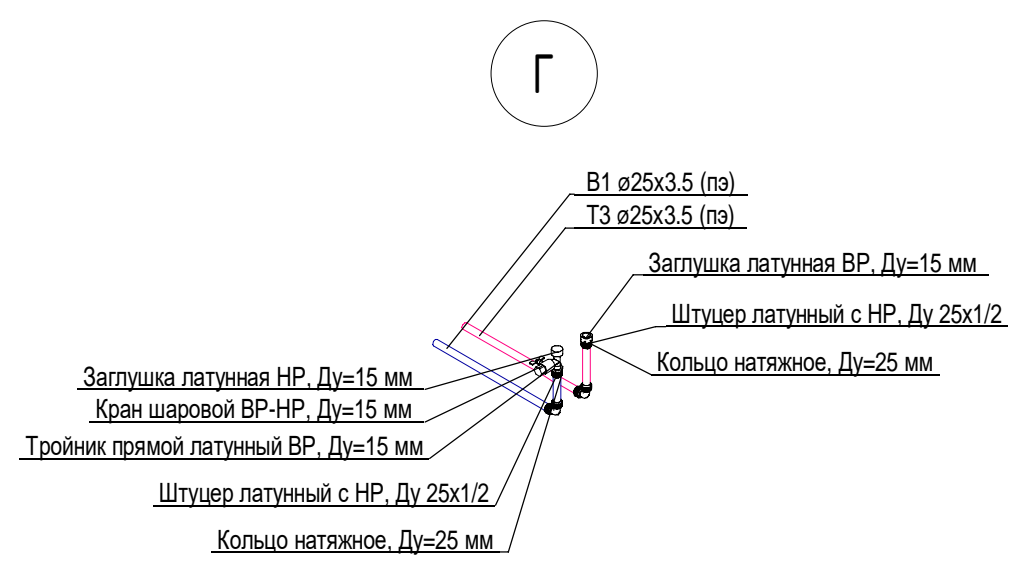 Г
В1 ø25x3.5 (пэ)
Т3 ø25x3.5 (пэ)
Заглушка латунная ВР, Ду=15 мм
Штуцер латунный с НР, Ду 25x1/2
Кольцо натяжное, Ду=25 мм
Заглушка латунная НР, Ду=15 мм
Кран шаровой ВР-НР, Ду=15 мм
Тройник прямой латунный ВР, Ду=15 мм
Штуцер латунный с НР, Ду 25x1/2
Кольцо натяжное, Ду=25 мм